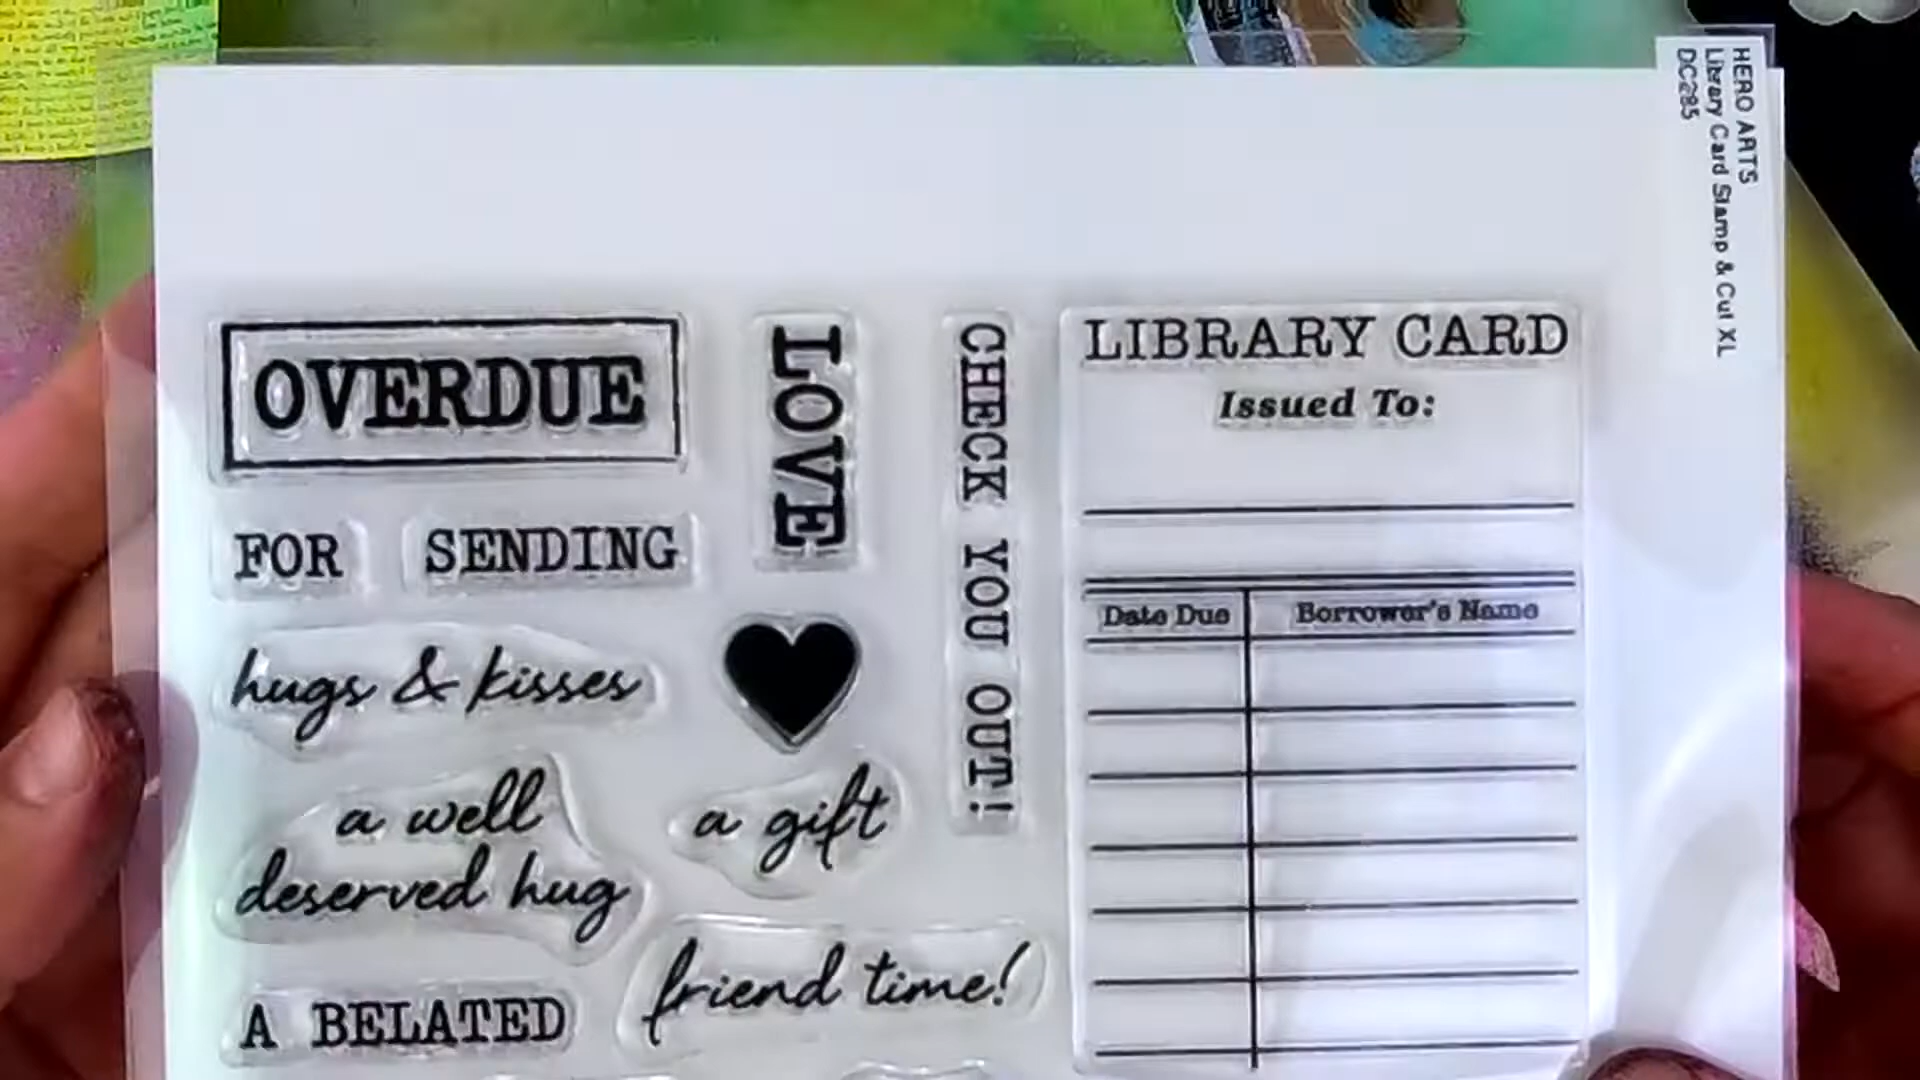 HERO ARTS
Library Card Stamp & Cut XL
DC285
OVERDUE
LOVE
CHECK YOU OUT!
LIBRARY CARD
Issued To:
Date Due
Borrower's Name
FOR
SENDING
hugs & kisses
a well
deserved hug
a gift
friend time!
A BELATED